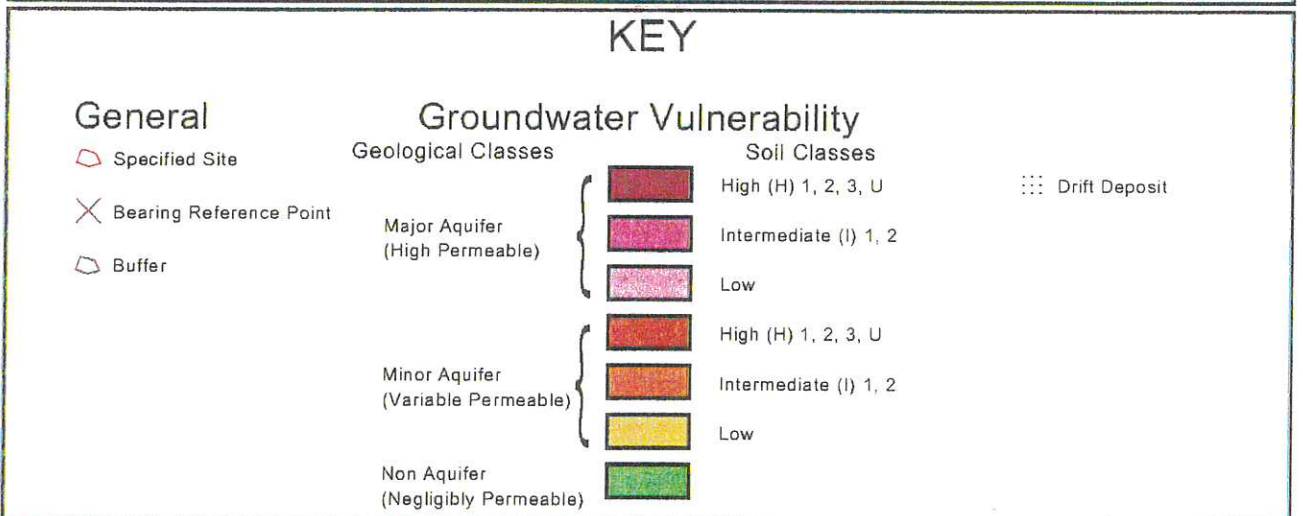 KEY
General
Specified Site
Bearing Reference Point
Buffer
Groundwater Vulnerability
Geological Classes
Soil Classes
Major Aquifer
(High Permeable)
High (H) 1, 2, 3, U
Intermediate (I) 1, 2
Low
Minor Aquifer
(Variable Permeable)
High (H) 1, 2, 3, U
Intermediate (I) 1, 2
Low
Non Aquifer
(Negligibly Permeable)
Drift Deposit